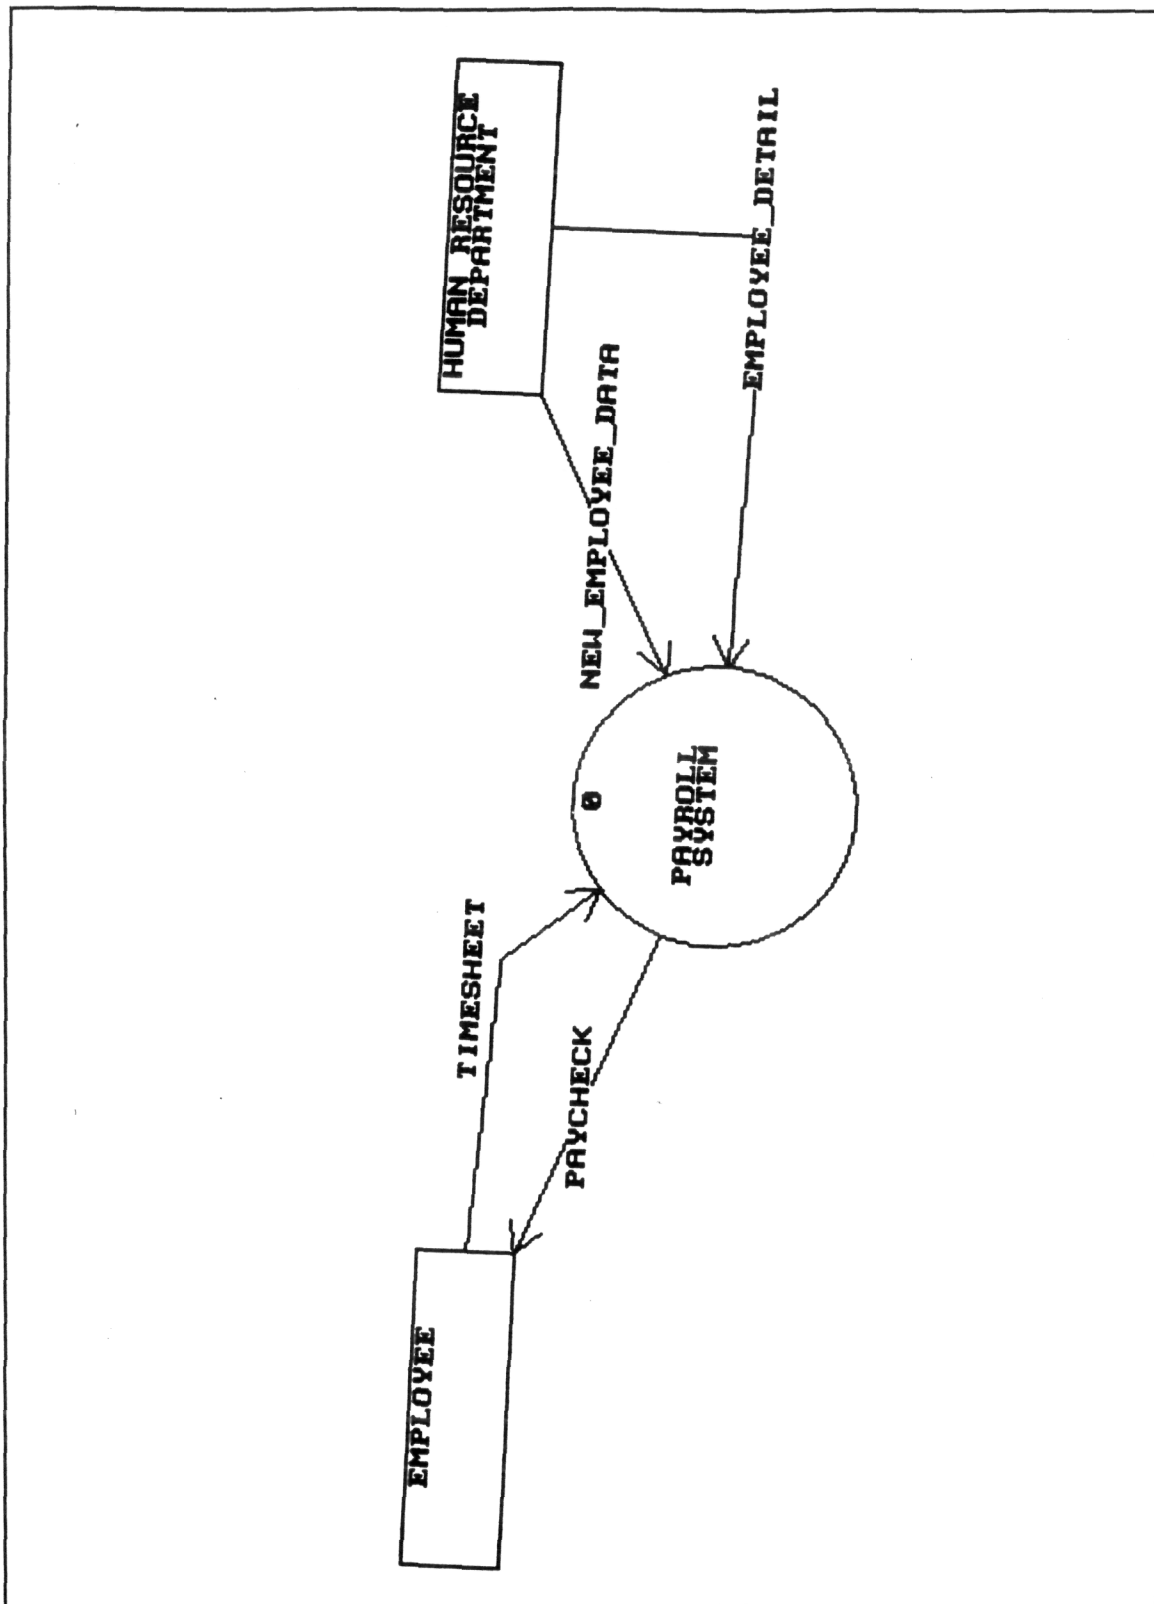 EMPLOYEE
TIMESHEET
PAYCHECK
0
PAYROLL
SYSTEM
HUMAN RESOURCE
DEPARTMENT
NEW_EMPLOYEE_DATA
EMPLOYEE_DETAIL